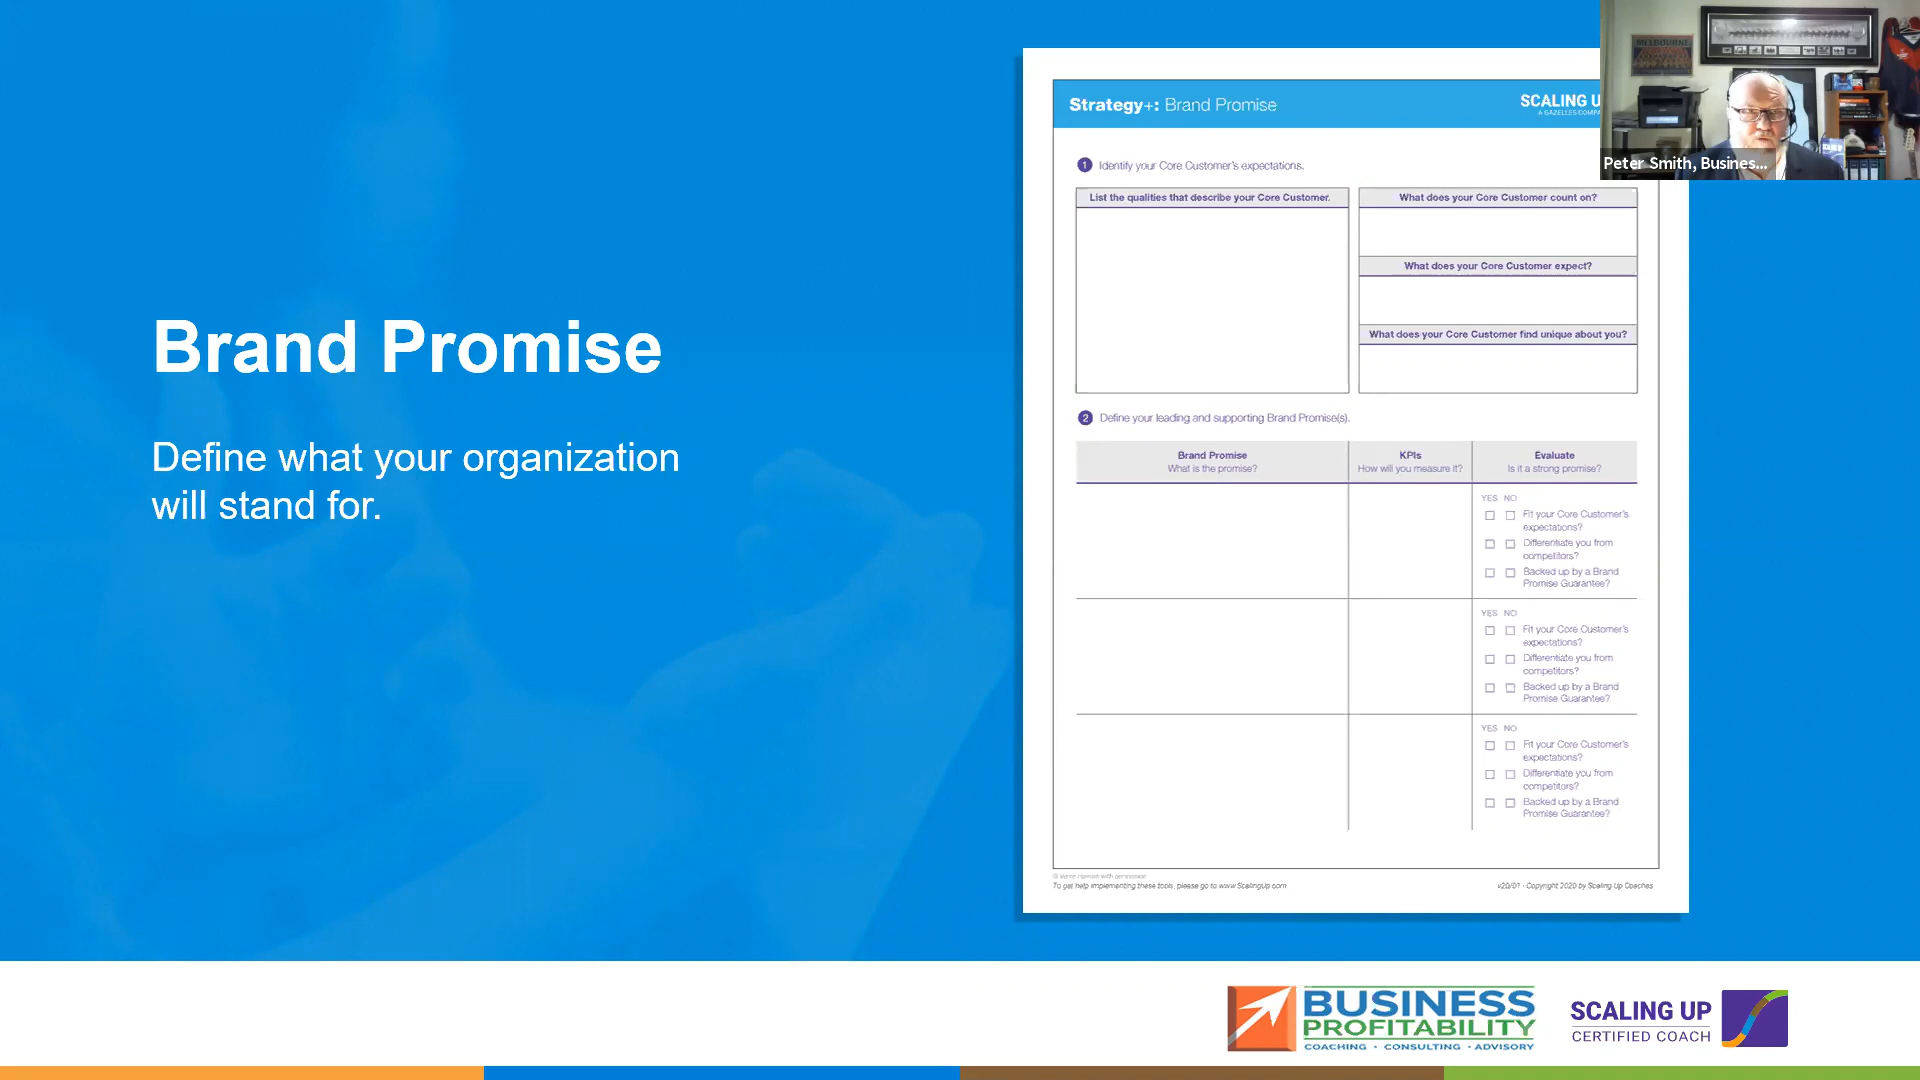 Brand Promise
Define what your organization
will stand for.
Strategy+: Brand Promise
SCALING U
A GAZELLES COMPA
1 Identify your Core Customer's expectations.
List the qualities that describe your Core Customer.
What does your Core Customer count on?
What does your Core Customer expect?
What does your Core Customer find unique about you?
2 Define your leading and supporting Brand Promise(s).
Brand Promise
What is the promise?
KPIs
How will you measure it?
Evaluate
Is it a strong promise?
YES NO
Fit your Core Customer's
expectations?
Differentiate you from
competitors?
Backed up by a Brand
Promise Guarantee?
YES NO
Fit your Core Customer's
expectations?
Differentiate you from
competitors?
Backed up by a Brand
Promise Guarantee?
YES NO
Fit your Core Customer's
expectations?
Differentiate you from
competitors?
Backed up by a Brand
Promise Guarantee?
To get help implementing these tools, please go to www.ScalingUp.com
v20/01 - Copyright 2020 by Scaling Up Coaches
MELBOURNE
Peter Smith, Busines...
BUSINESS
PROFITABILITY
COACHING · CONSULTING · ADVISORY
SCALING UP
CERTIFIED COACH